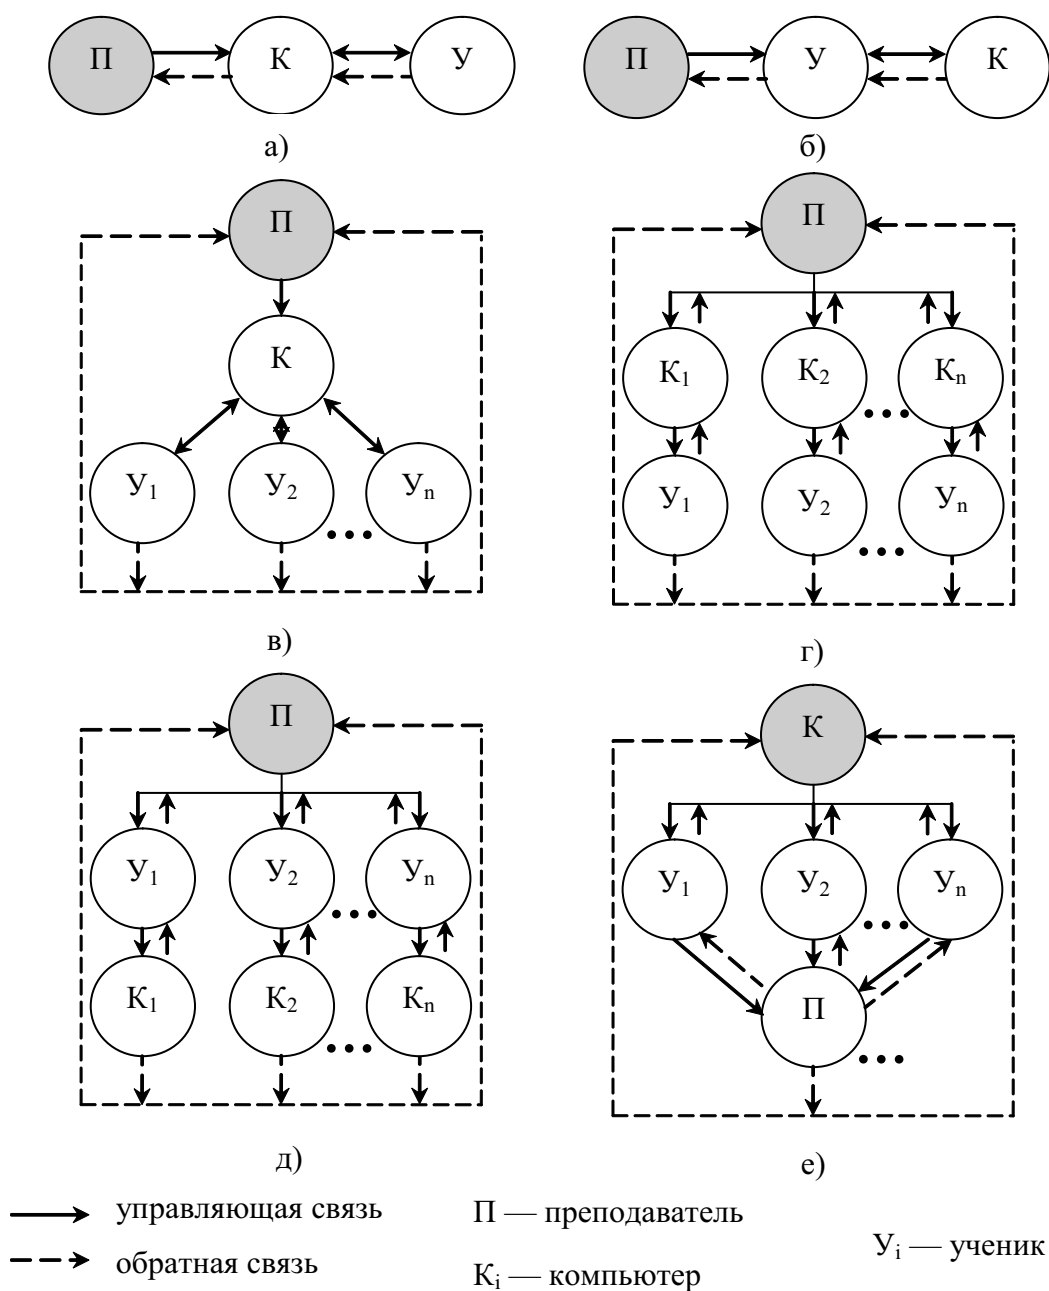 П К У
П У К
а) б)
П
П
К
К₁ К₂ Кₙ
У₁ У₂ Уₙ
У₁ У₂ Уₙ
в)
г)
П
К
У₁ У₂ Уₙ
У₁ У₂ Уₙ
К₁ К₂ Кₙ
П
д)
е)
управляющая связь
П — преподаватель
Уᵢ — ученик
обратная связь
Кᵢ — компьютер